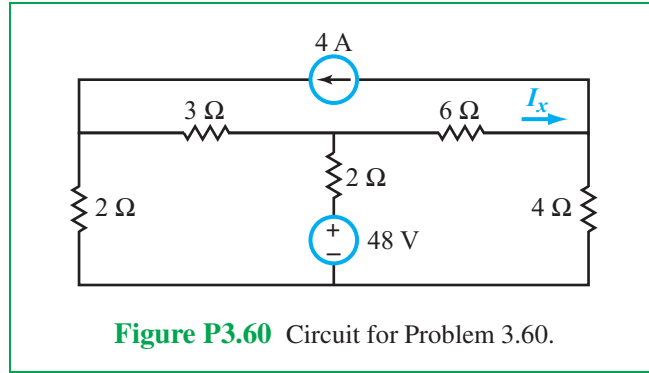 4 A
3 Ω
6 Ω
Iₓ
2 Ω
2 Ω
4 Ω
+
48 V
−
Figure P3.60 Circuit for Problem 3.60.